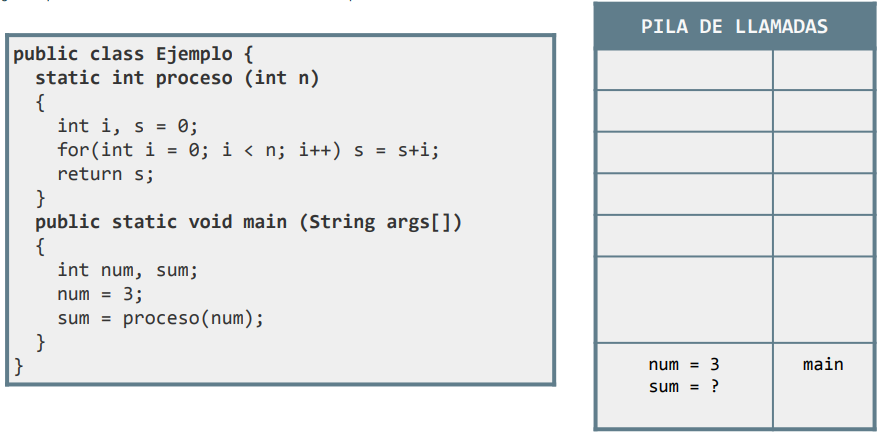 public class Ejemplo {
static int proceso (int n)
{
int i, s = 0;
for(int i = 0; i < n; i++) s = s+i;
return s;
}
public static void main (String args[])
{
int num, sum;
num = 3;
sum = proceso(num);
}
}
PILA DE LLAMADAS
num = 3 main
sum = ?